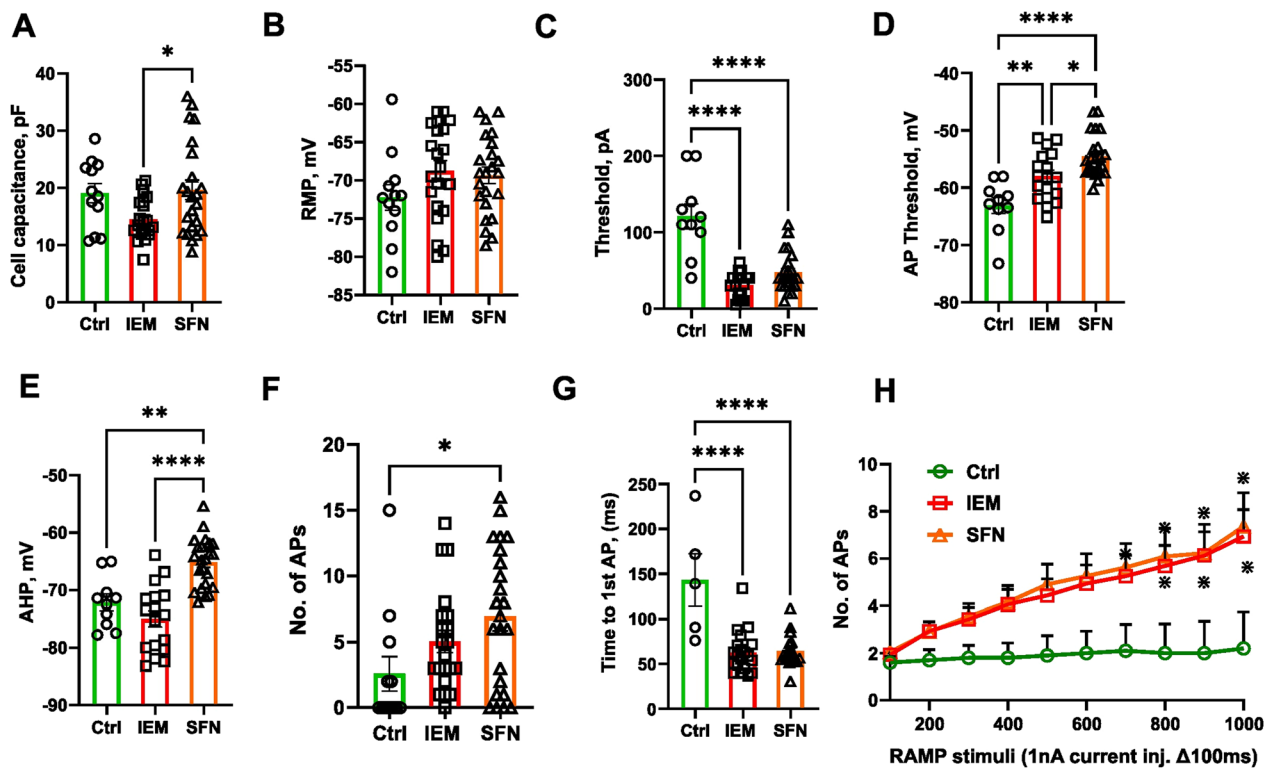 A
Cell capacitance, pF
40
30
20
10
0
*
Ctrl IEM SFN
B
RMP, mV
-55
-60
-65
-70
-75
-80
-85
Ctrl IEM SFN
C
Threshold, pA
300
200
100
0
****
****
Ctrl IEM SFN
D
AP Threshold, mV
-40
-50
-60
-70
-80
****
** *
Ctrl IEM SFN
E
AHP, mV
-50
-60
-70
-80
-90
**
****
Ctrl IEM SFN
F
No. of APs
20
15
10
5
0
*
Ctrl IEM SFN
G
Time to 1st AP, (ms)
250
200
150
100
50
0
****
****
Ctrl IEM SFN
H
No. of APs
10
8
6
4
2
0
Ctrl
IEM
SFN
* * * *
* * *
200 400 600 800 1000
RAMP stimuli (1nA current inj. Δ100ms)